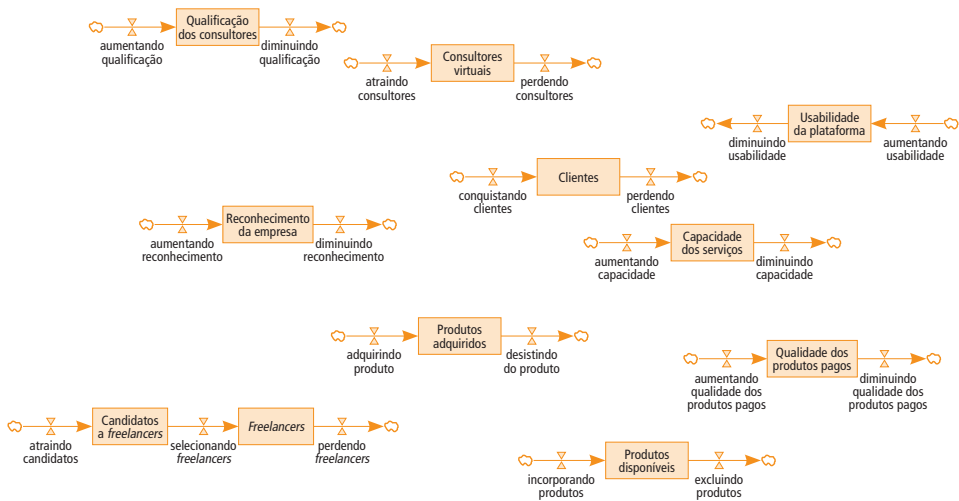 Qualificação
dos consultores
aumentando
qualificação
diminuindo
qualificação
Consultores
virtuais
atraindo
consultores
perdendo
consultores
Usabilidade
da plataforma
diminuindo
usabilidade
aumentando
usabilidade
Clientes
conquistando
clientes
perdendo
clientes
Reconhecimento
da empresa
aumentando
reconhecimento
diminuindo
reconhecimento
Capacidade
dos serviços
aumentando
capacidade
diminuindo
capacidade
Produtos
adquiridos
adquirindo
produto
desistindo
do produto
Qualidade dos
produtos pagos
aumentando
qualidade dos
produtos pagos
diminuindo
qualidade dos
produtos pagos
Candidatos
a freelancers
Freelancers
atraindo
candidatos
selecionando
freelancers
perdendo
freelancers
Produtos
disponíveis
incorporando
produtos
excluindo
produtos